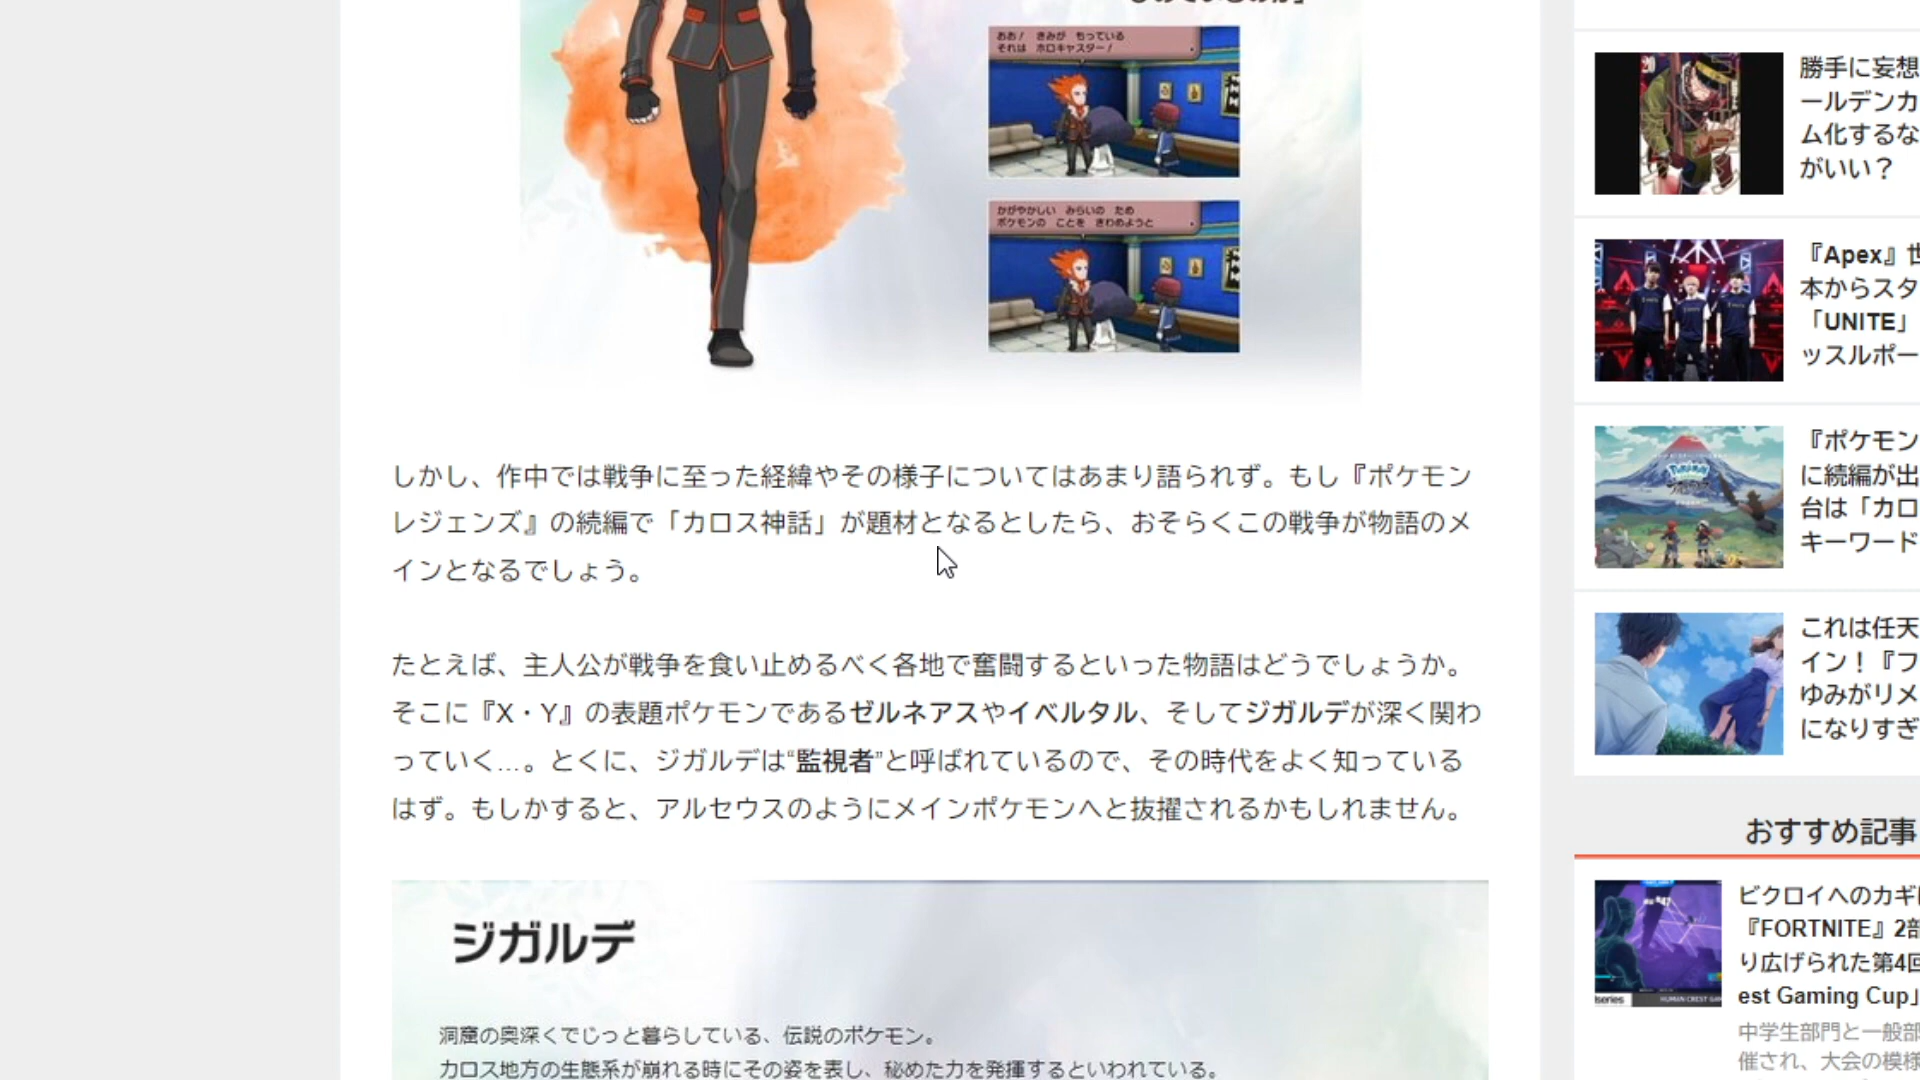 おお！　きみが　もっている
それは　ホロキャスター！
かがやかしい　みらいの　ため
ポケモンの　ことを　きわめようと
しかし、作中では戦争に至った経緯やその様子についてはあまり語られず。もし『ポケモン
レジェンズ』の続編で「カロス神話」が題材となるとしたら、おそらくこの戦争が物語のメ
インとなるでしょう。
たとえば、主人公が戦争を食い止めるべく各地で奮闘するといった物語はどうでしょうか。
そこに『X・Y』の表題ポケモンであるゼルネアスやイベルタル、そしてジガルデが深く関わ
っていく…。とくに、ジガルデは“監視者”と呼ばれているので、その時代をよく知っている
はず。もしかすると、アルセウスのようにメインポケモンへと抜擢されるかもしれません。
ジガルデ
洞窟の奥深くでじっと暮らしている、伝説のポケモン。
カロス地方の生態系が崩れる時にその姿を表し、秘めた力を発揮するといわれている。
勝手に妄想
ールデンカ
ム化するな
がいい？
『Apex』世
本からスタ
「UNITE」
ッスルポー
『ポケモン
に続編が出
台は「カロ
キーワード
これは任天
イン！『フ
ゆみがリメ
になりすぎ
おすすめ記事
ビクロイへのカギは
『FORTNITE』2部
り広げられた第4回
est Gaming Cup」
中学生部門と一般部
催され、大会の模様